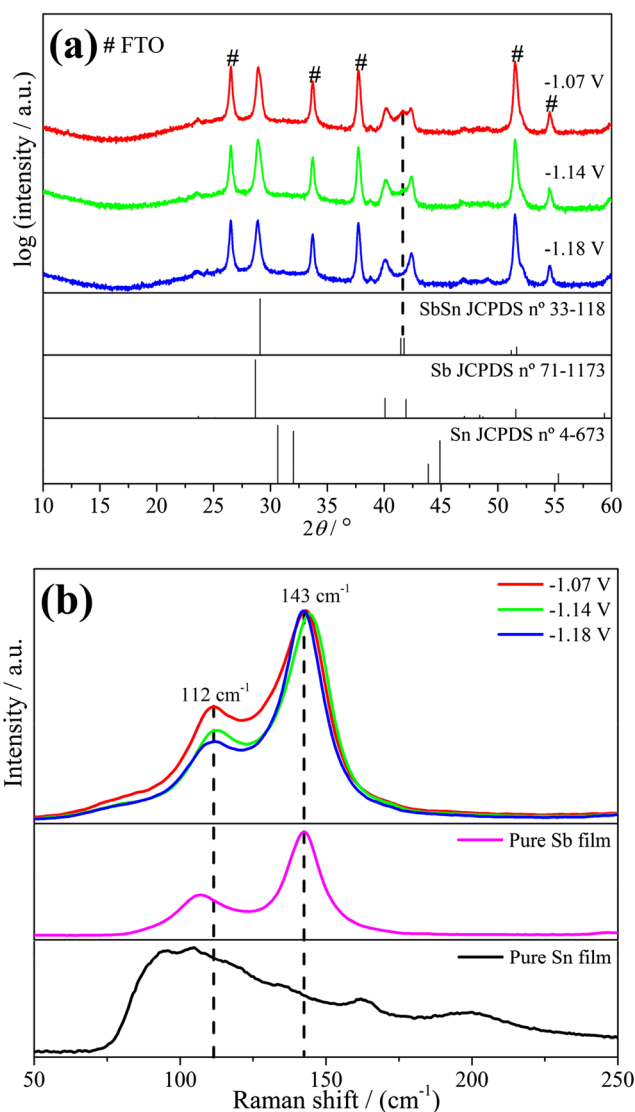 (a) # FTO
# # # # #
-1.07 V
-1.14 V
-1.18 V
log (intensity / a.u.)
SbSn JCPDS nº 33-118
Sb JCPDS nº 71-1173
Sn JCPDS nº 4-673
10 15 20 25 30 35 40 45 50 55 60
2θ / °
(b)
143 cm⁻¹
-1.07 V
-1.14 V
-1.18 V
112 cm⁻¹
Intensity / a.u.
Pure Sb film
Pure Sn film
50 100 150 200 250
Raman shift / (cm⁻¹)